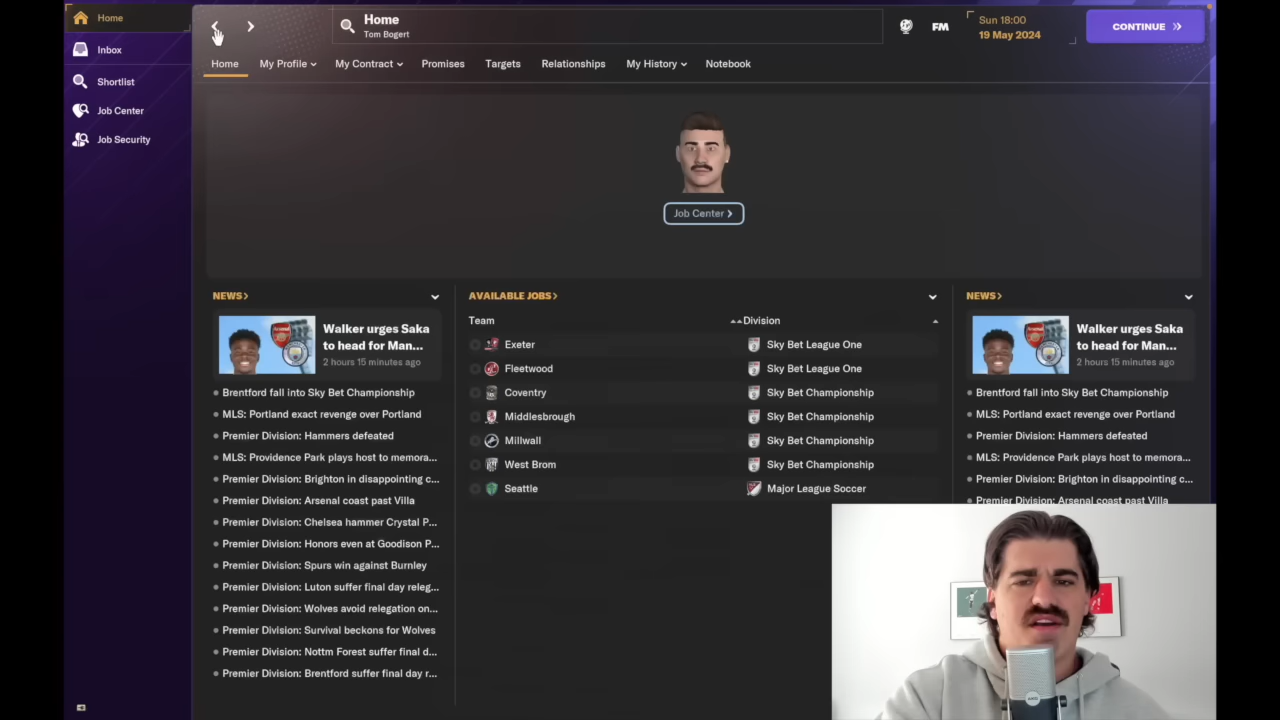 Home
Inbox
Shortlist
Job Center
Job Security
Home
Tom Bogert
FM
Sun 18:00
19 May 2024
CONTINUE
Home
My Profile
My Contract
Promises
Targets
Relationships
My History
Notebook
Job Center
NEWS
Walker urges Saka
to head for Man...
2 hours 15 minutes ago
Brentford fall into Sky Bet Championship
MLS: Portland exact revenge over Portland
Premier Division: Hammers defeated
MLS: Providence Park plays host to memora...
Premier Division: Brighton in disappointing c...
Premier Division: Arsenal coast past Villa
Premier Division: Chelsea hammer Crystal P...
Premier Division: Honors even at Goodison P...
Premier Division: Spurs win against Burnley
Premier Division: Luton suffer final day releg...
Premier Division: Wolves avoid relegation on...
Premier Division: Survival beckons for Wolves
Premier Division: Nottm Forest suffer final d...
Premier Division: Brentford suffer final day r...
AVAILABLE JOBS
Team Division
Exeter Sky Bet League One
Fleetwood Sky Bet League One
Coventry Sky Bet Championship
Middlesbrough Sky Bet Championship
Millwall Sky Bet Championship
West Brom Sky Bet Championship
Seattle Major League Soccer
NEWS
Walker urges Saka
to head for Man...
2 hours 15 minutes ago
Brentford fall into Sky Bet Championship
MLS: Portland exact revenge over Portland
Premier Division: Hammers defeated
MLS: Providence Park plays host to memora...
Premier Division: Brighton in disappointing c...
Premier Division: Arsenal coast past Villa